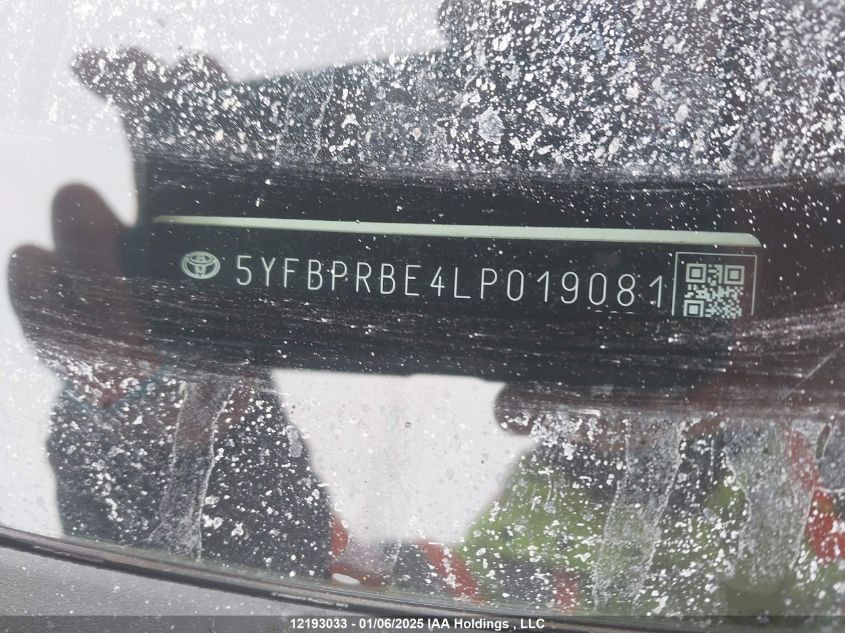 5YFBPRBE4LP019081
12193033 - 01/06/2025 IAA Holdings , LLC